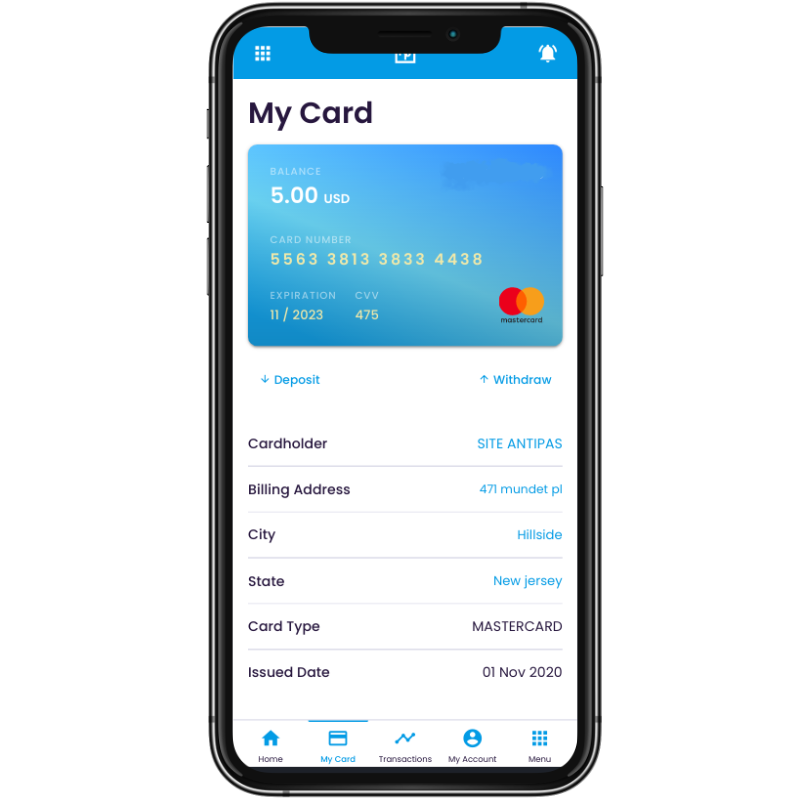 My Card
BALANCE
5.00 USD
CARD NUMBER
5563 3813 3833 4438
EXPIRATION CVV
11 / 2023 475
mastercard
Deposit Withdraw
Cardholder SITE ANTIPAS
Billing Address 471 mundet pl
City Hillside
State New jersey
Card Type MASTERCARD
Issued Date 01 Nov 2020
Home My Card Transactions My Account Menu